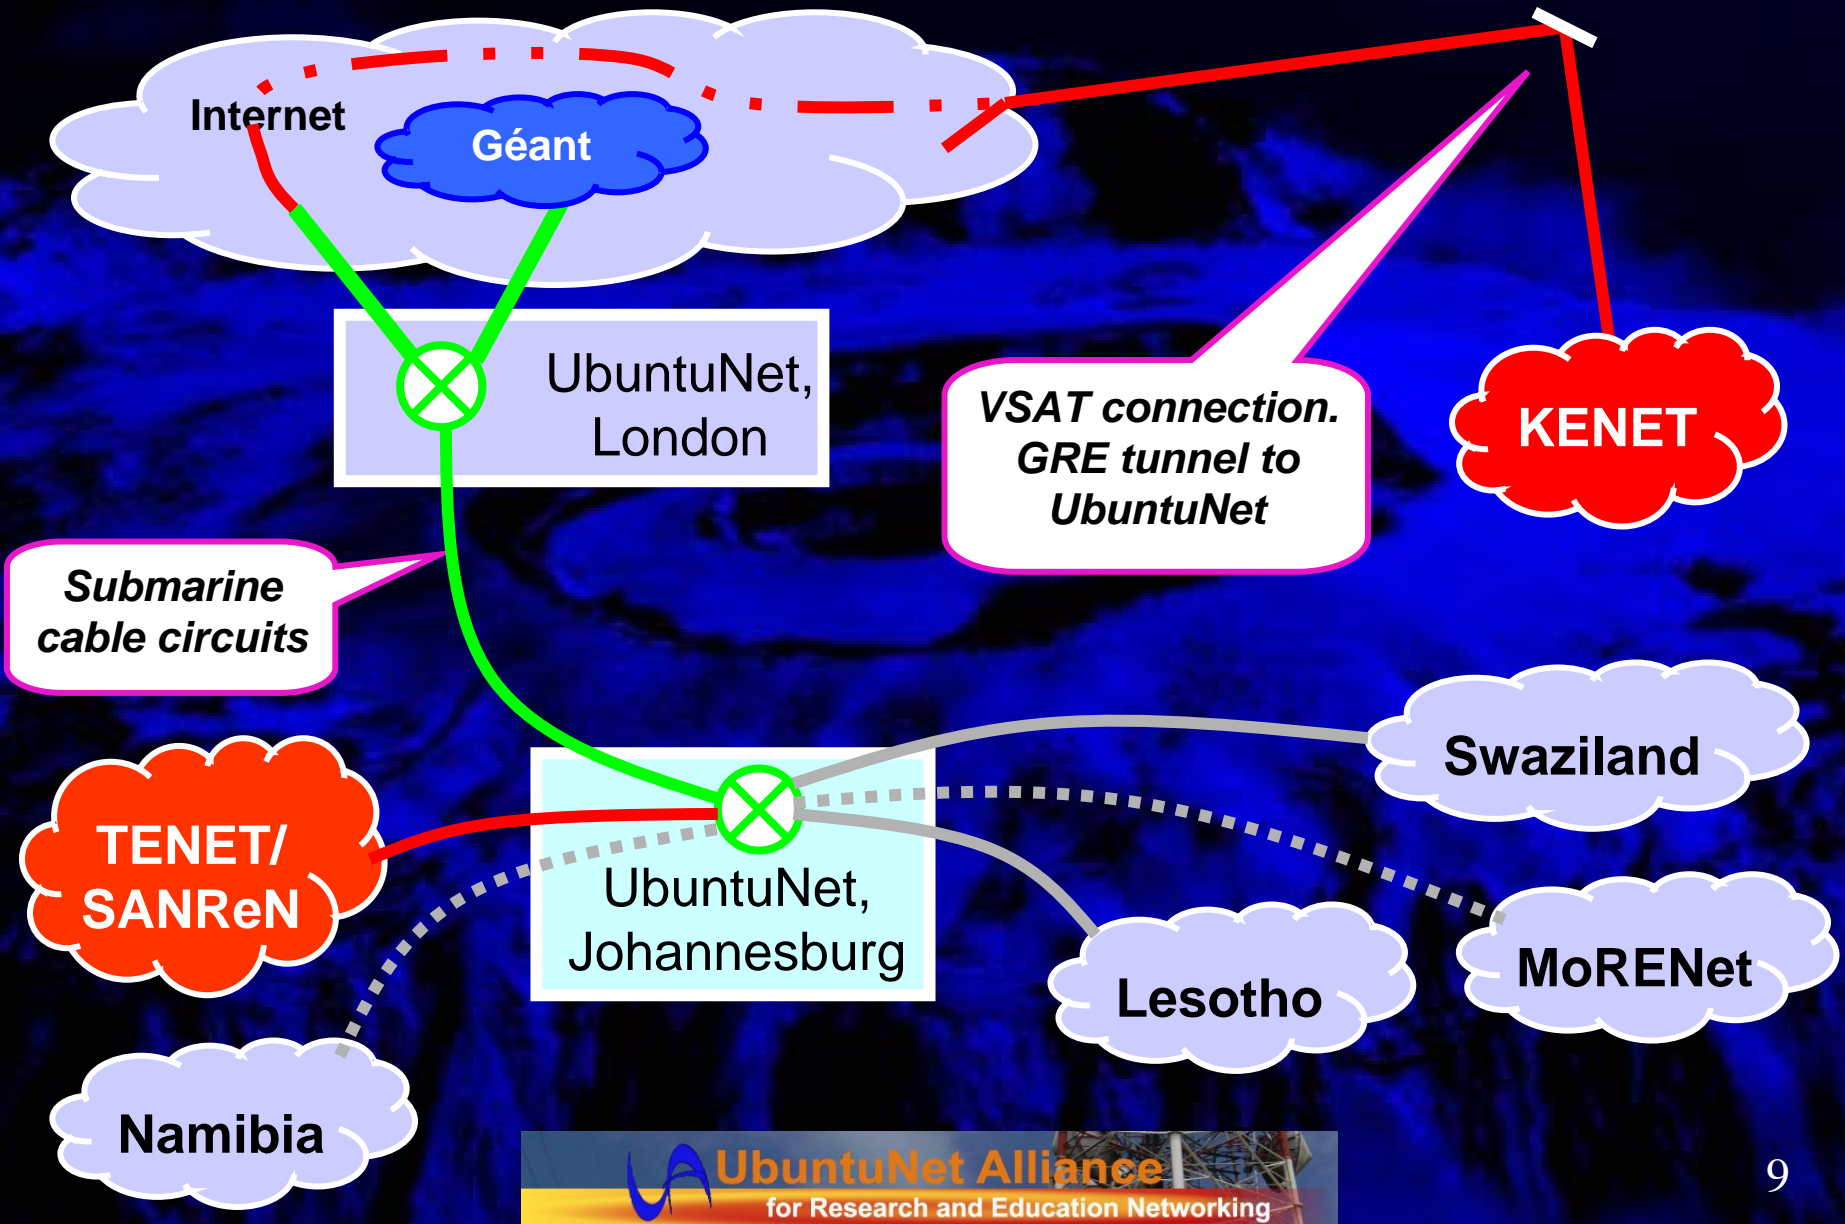 Internet
Géant
UbuntuNet,
London
VSAT connection.
GRE tunnel to
UbuntuNet
KENET
Submarine
cable circuits
Swaziland
TENET/
SANReN
UbuntuNet,
Johannesburg
MoRENet
Lesotho
Namibia
UbuntuNet Alliance
for Research and Education Networking
9